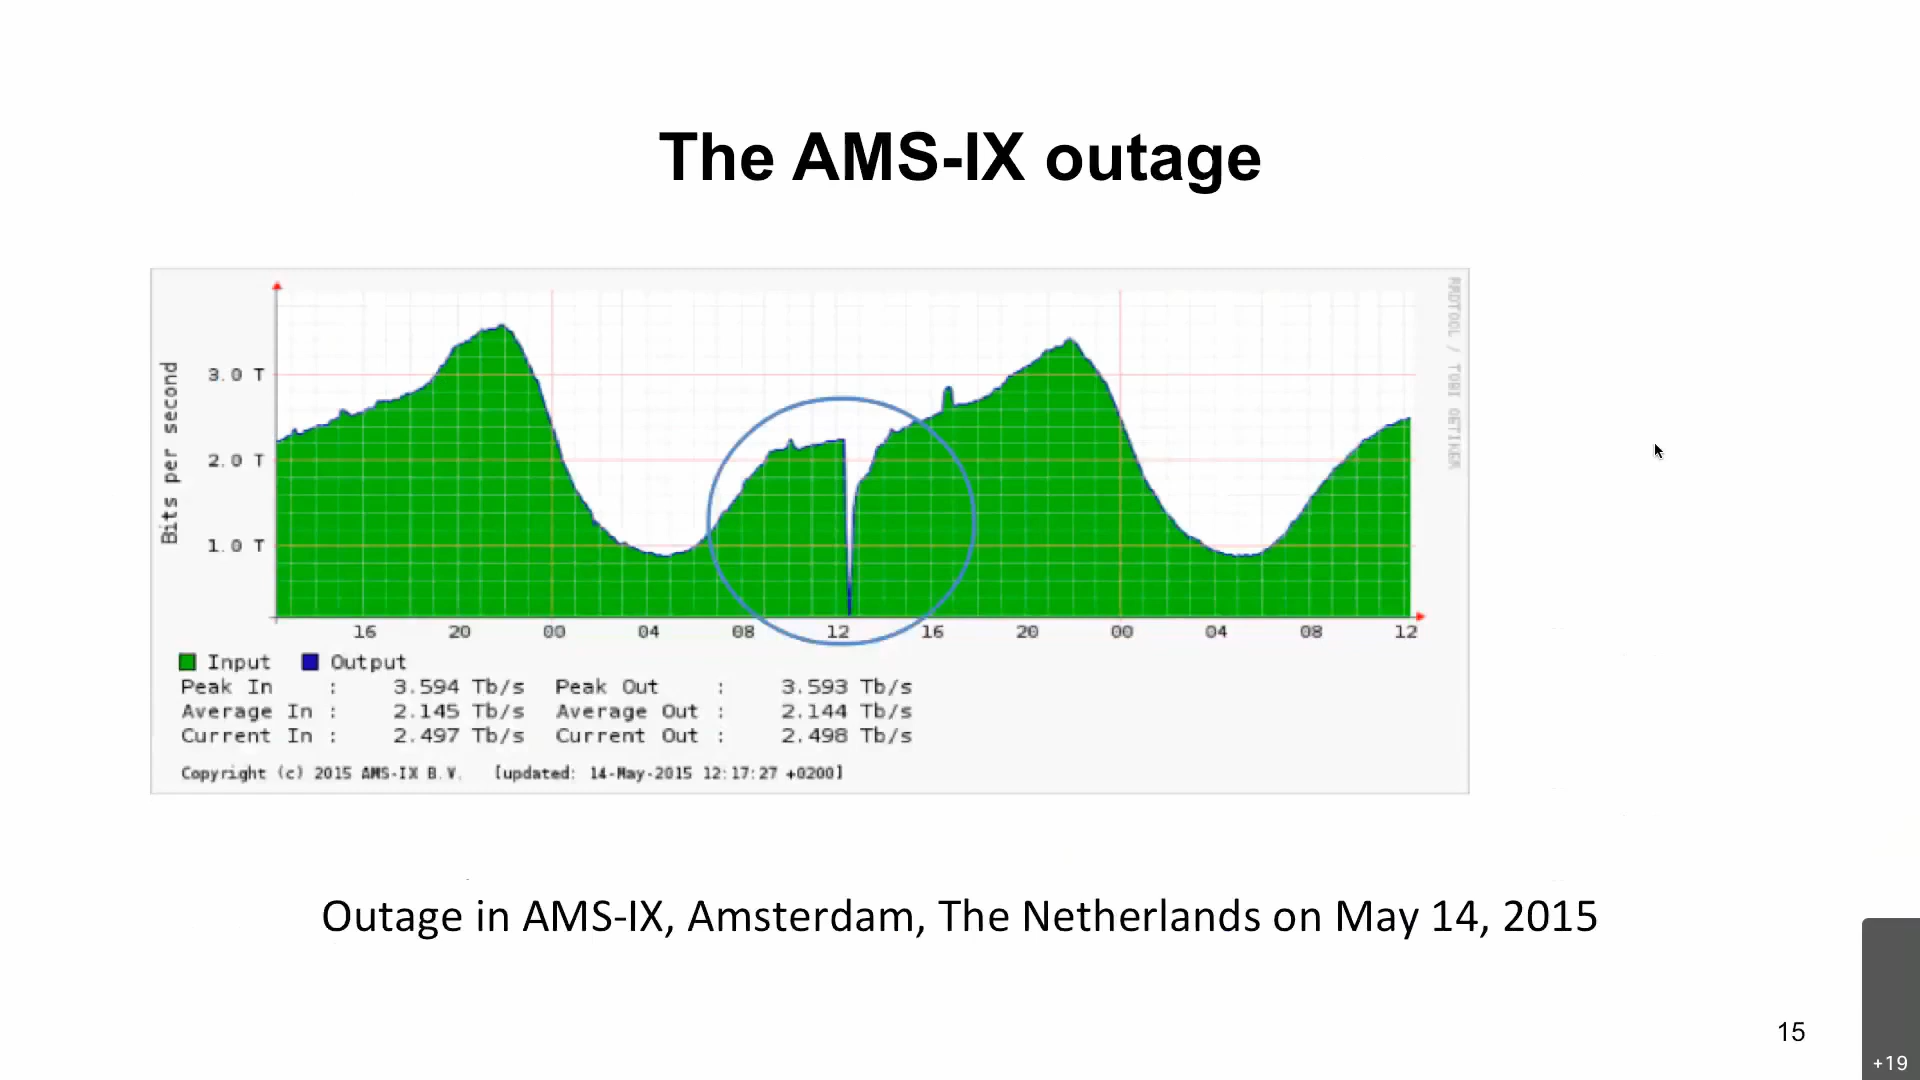 The AMS-IX outage
RRDTOOL / TOBI OETIKER
Bits per second
3.0 T
2.0 T
1.0 T
16 20 00 04 08 12 16 20 00 04 08 12
Input Output
Peak In : 3.594 Tb/s Peak Out : 3.593 Tb/s
Average In : 2.145 Tb/s Average Out : 2.144 Tb/s
Current In : 2.497 Tb/s Current Out : 2.498 Tb/s
Copyright (c) 2015 AMS-IX B.V. [updated: 14-May-2015 12:17:27 +0200]
Outage in AMS-IX, Amsterdam, The Netherlands on May 14, 2015
15
+19